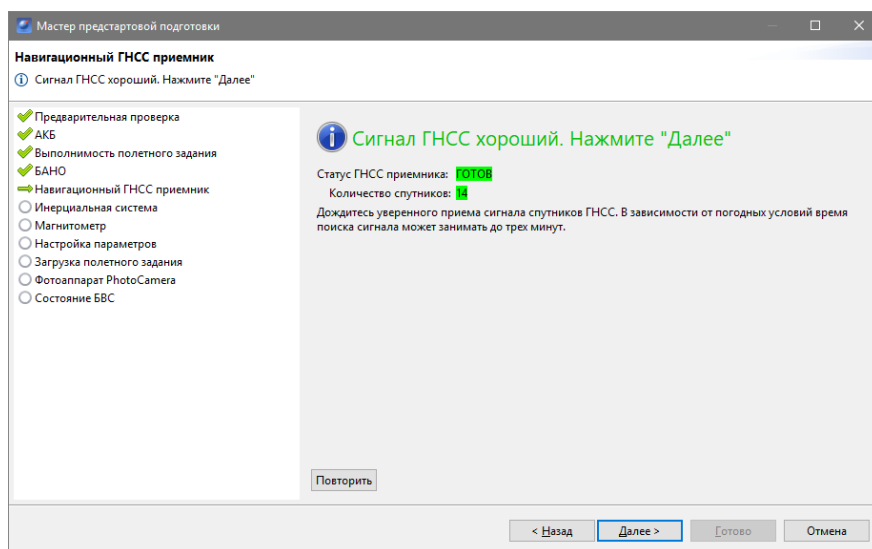 Мастер предстартовой подготовки
Навигационный ГНСС приемник
Сигнал ГНСС хороший. Нажмите "Далее"
Предварительная проверка
АКБ
Выполнимость полетного задания
БАНО
Навигационный ГНСС приемник
Инерциальная система
Магнитометр
Настройка параметров
Загрузка полетного задания
Фотоаппарат PhotoCamera
Состояние БВС
Сигнал ГНСС хороший. Нажмите "Далее"
Статус ГНСС приемника: ГОТОВ
Количество спутников: 14
Дождитесь уверенного приема сигнала спутников ГНСС. В зависимости от погодных условий время
поиска сигнала может занимать до трех минут.
Повторить
< Назад Далее > Готово Отмена